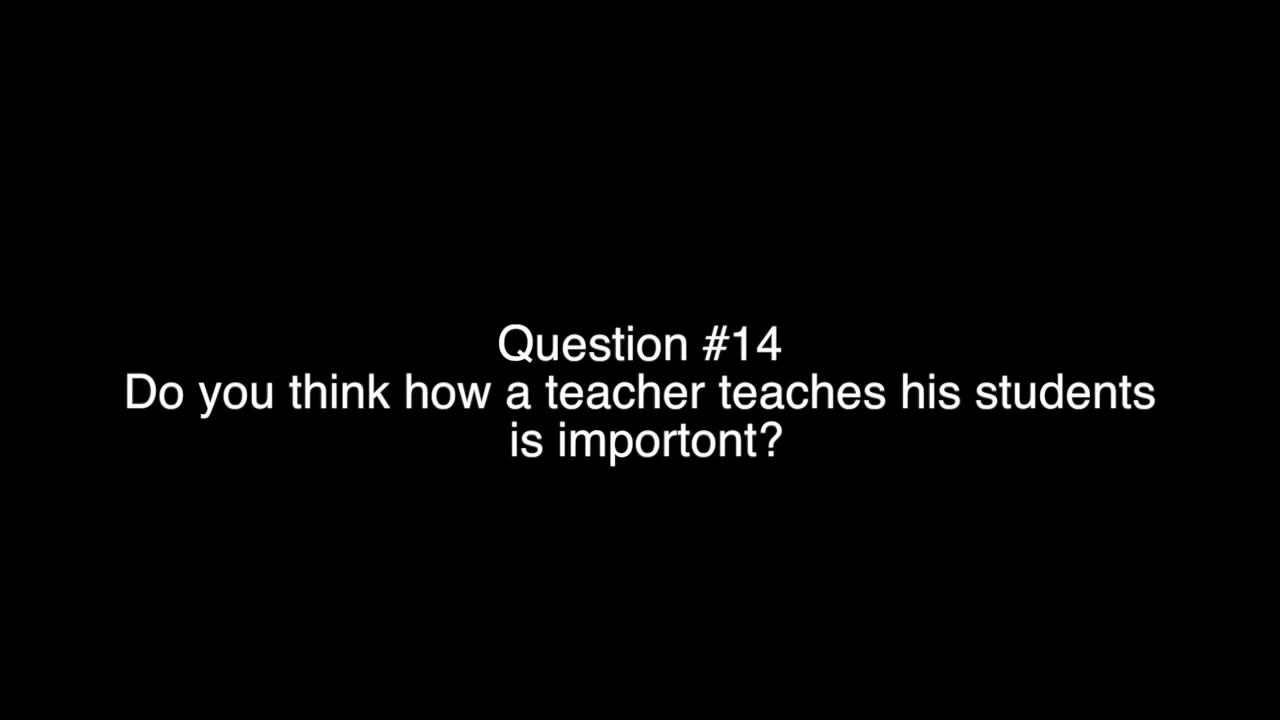 Question #14
Do you think how a teacher teaches his students
is importont?